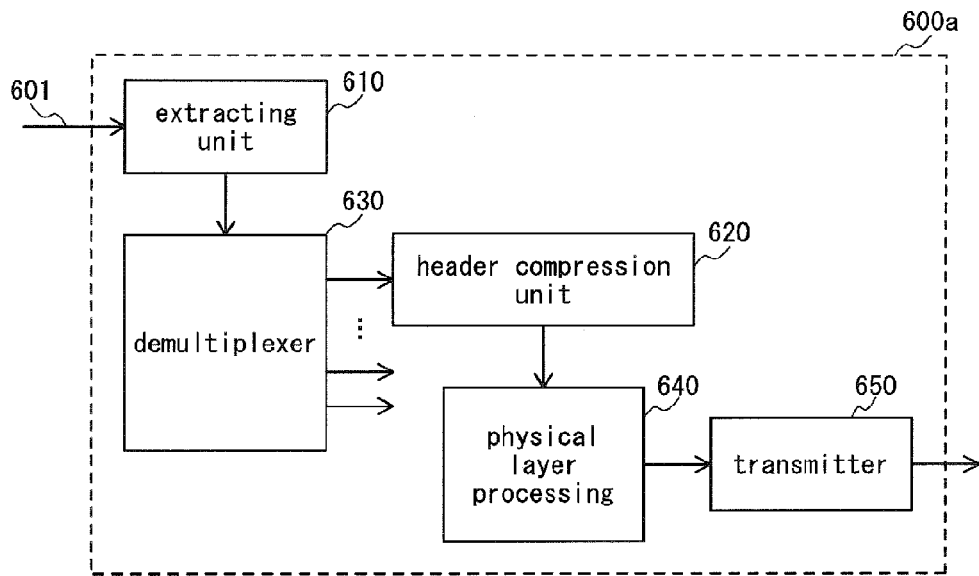 600a
601
610
extracting
unit
630
demultiplexer
620
header compression
unit
640
physical
layer
processing
650
transmitter